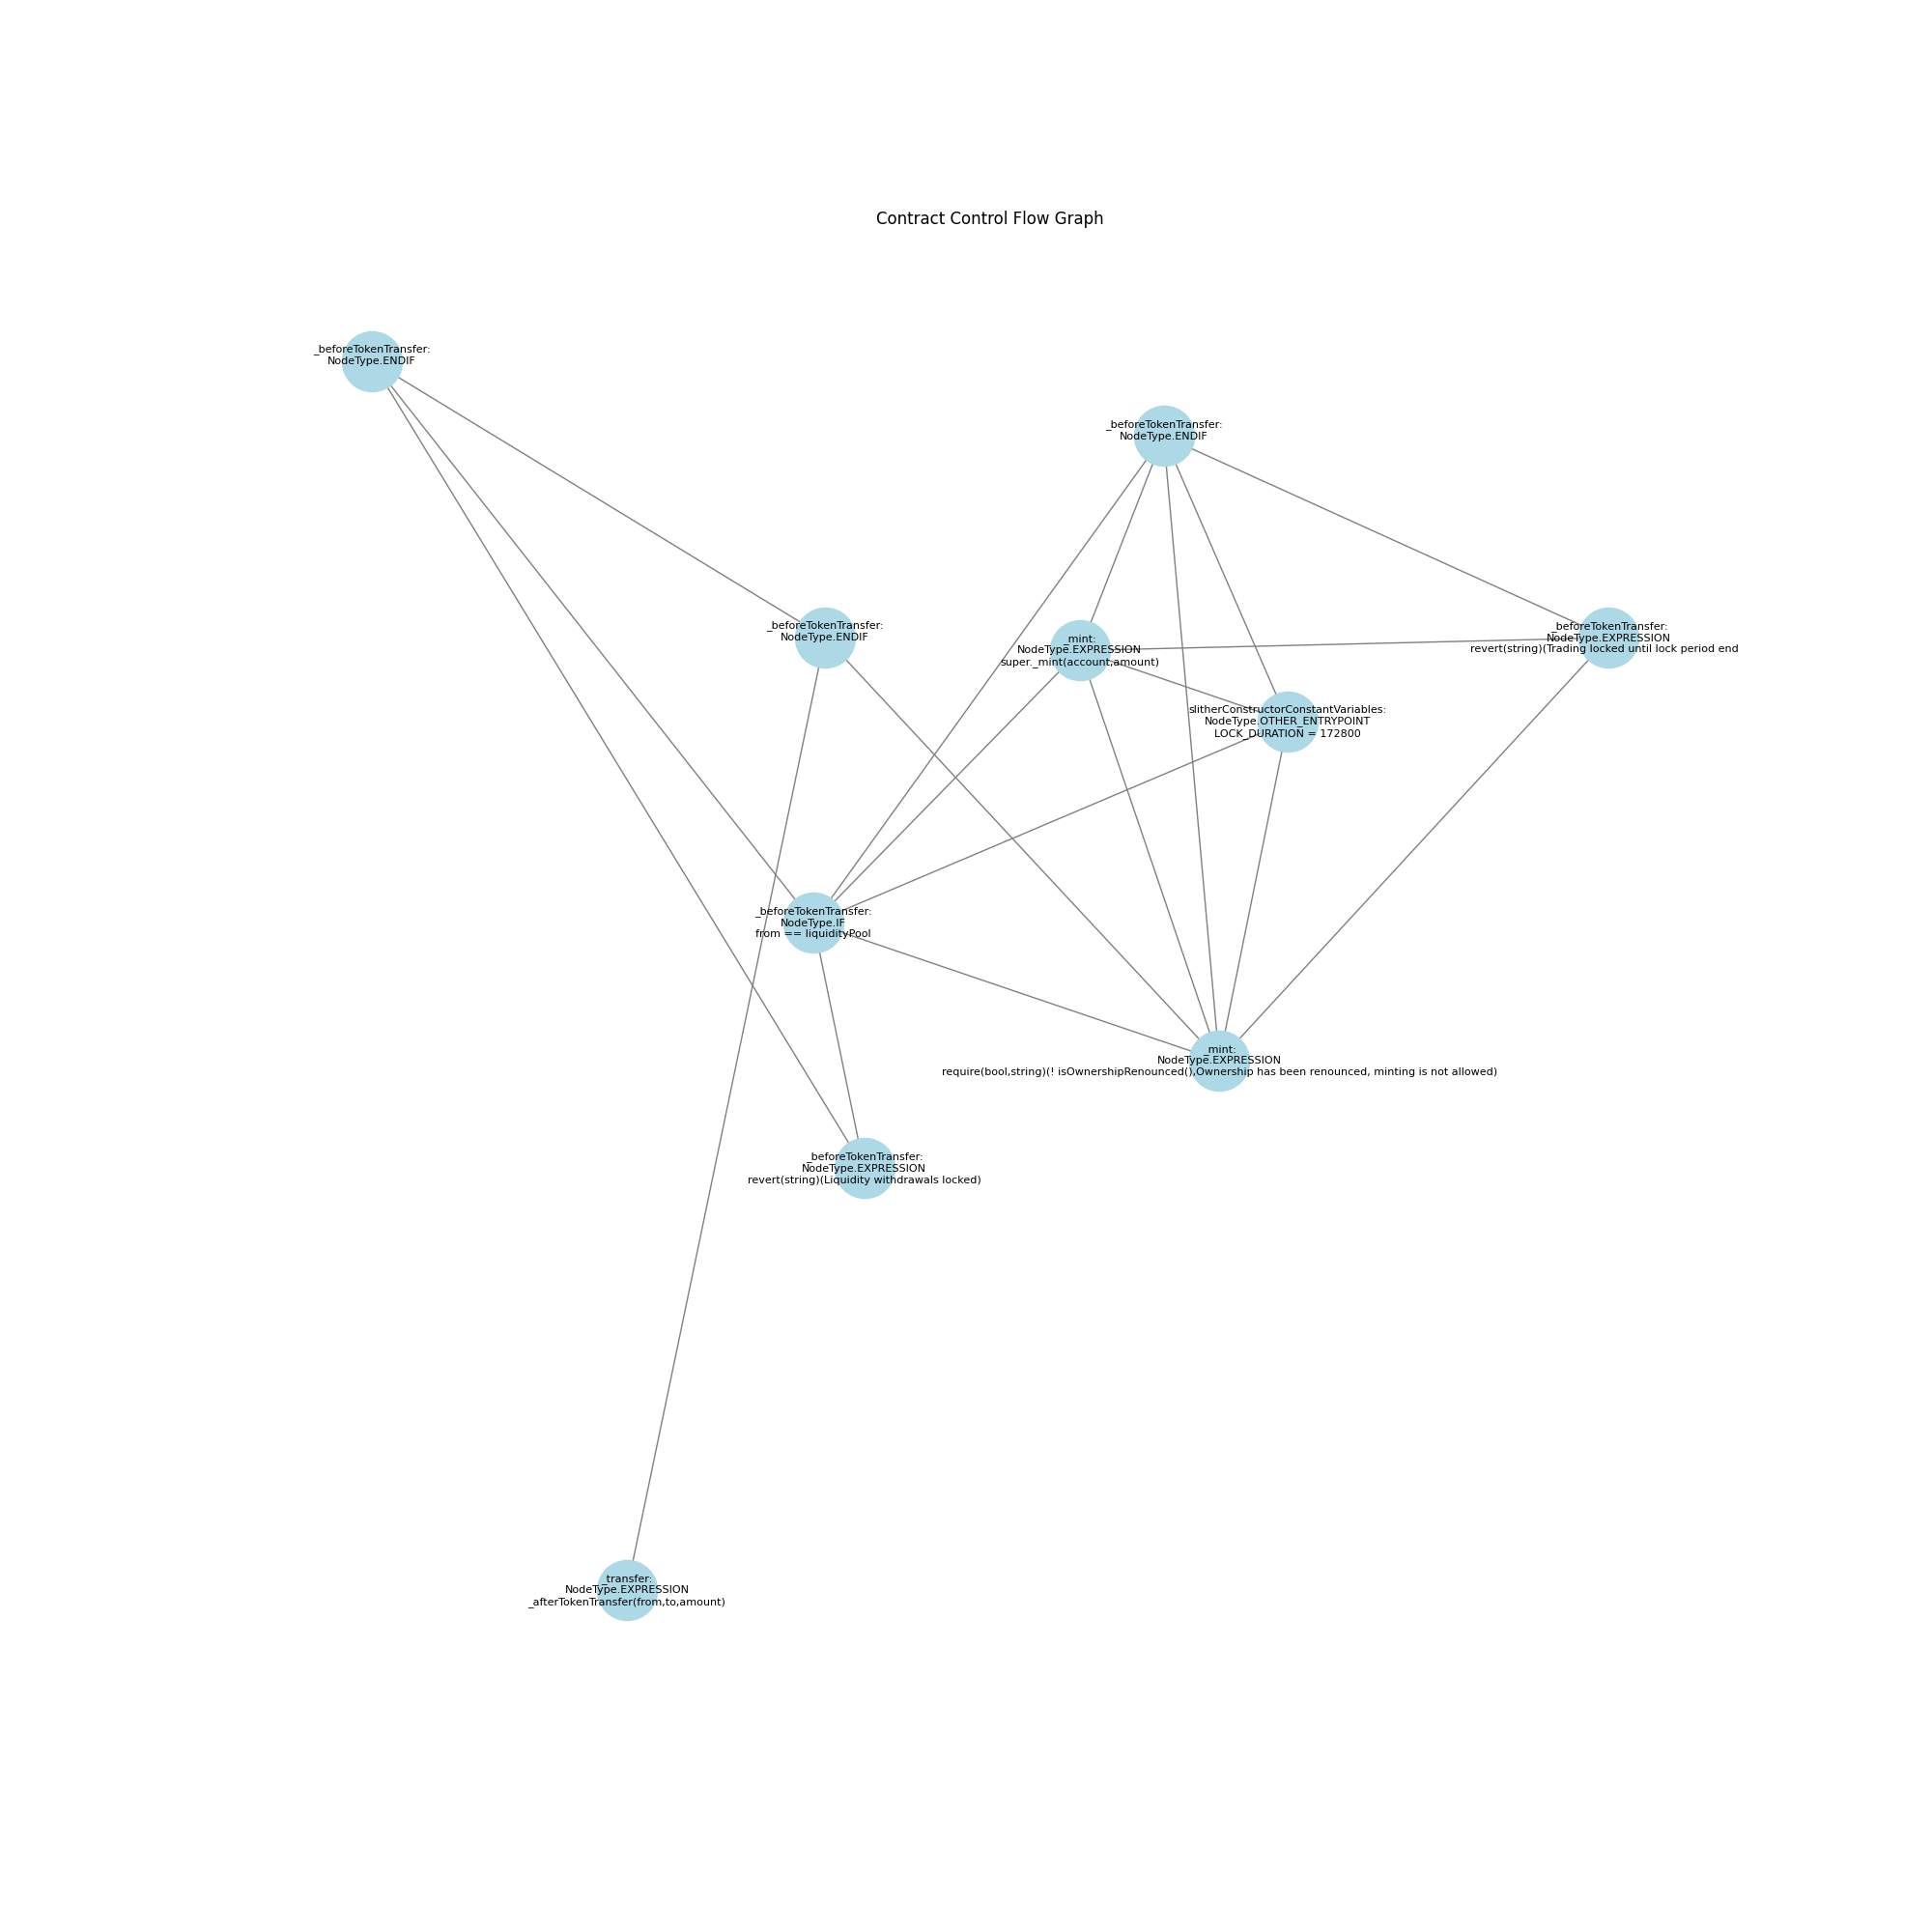 Contract Control Flow Graph
_beforeTokenTransfer:
NodeType.ENDIF
_beforeTokenTransfer:
NodeType.ENDIF
_beforeTokenTransfer:
NodeType.ENDIF
_beforeTokenTransfer:
NodeType.EXPRESSION
revert(string)(Trading locked until lock period end
_mint:
NodeType.EXPRESSION
super._mint(account,amount)
slitherConstructorConstantVariables:
NodeType.OTHER_ENTRYPOINT
LOCK_DURATION = 172800
_beforeTokenTransfer:
NodeType.IF
from == liquidityPool
_mint:
NodeType.EXPRESSION
require(bool,string)(! isOwnershipRenounced(),Ownership has been renounced, minting is not allowed)
_beforeTokenTransfer:
NodeType.EXPRESSION
revert(string)(Liquidity withdrawals locked)
_transfer:
NodeType.EXPRESSION
_afterTokenTransfer(from,to,amount)